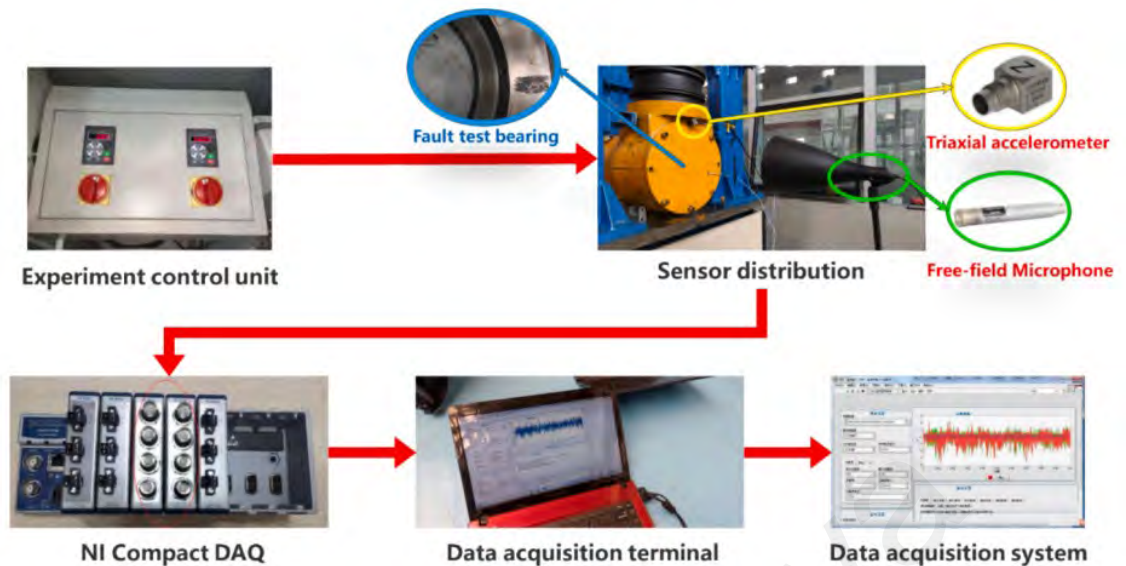 Fault test bearing
Z
Triaxial accelerometer
Experiment control unit
Sensor distribution
Free-field Microphone
NI Compact DAQ
Data acquisition terminal
Data acquisition system